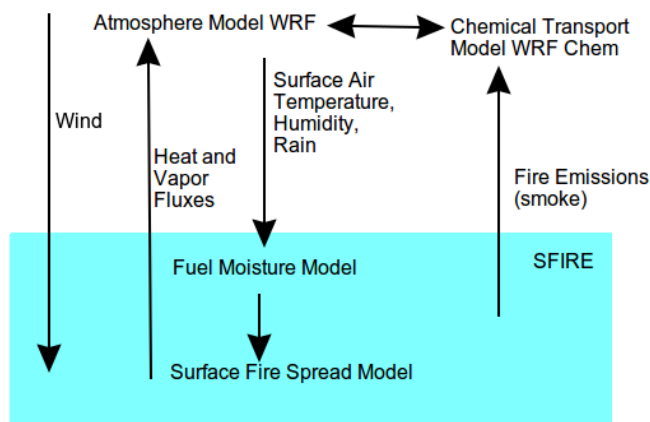 Atmosphere Model WRF
Chemical Transport
Model WRF Chem
Surface Air
Temperature,
Humidity,
Rain
Wind
Heat and
Vapor
Fluxes
Fire Emissions
(smoke)
SFIRE
Fuel Moisture Model
Surface Fire Spread Model